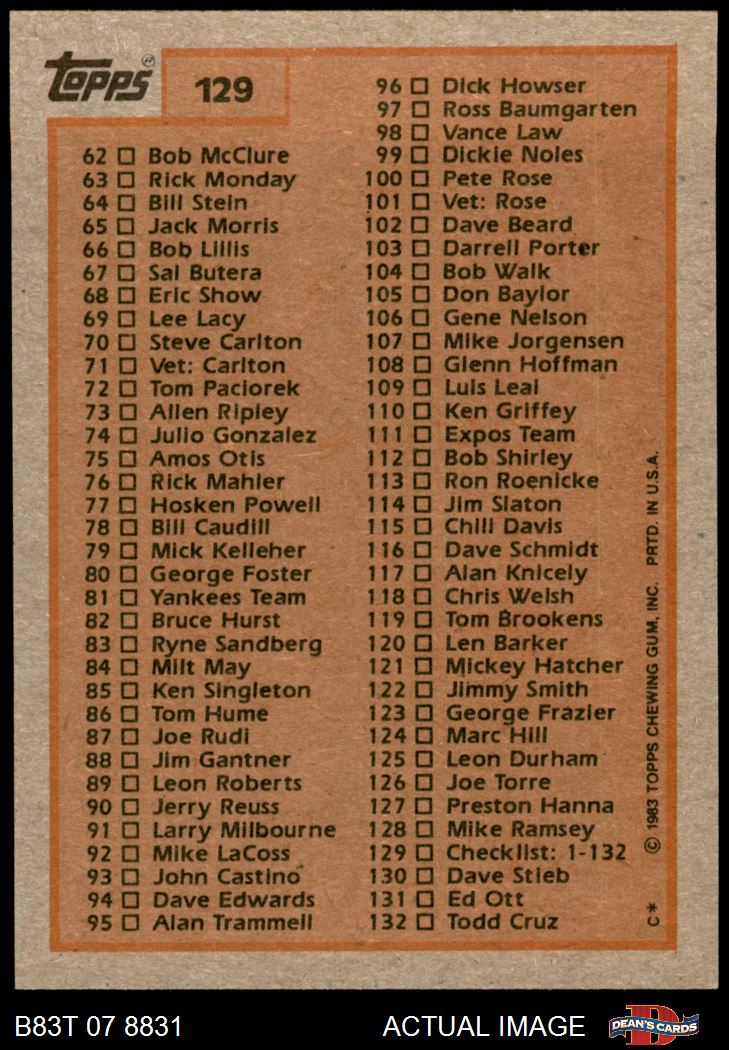 Topps ®
129
62 Bob McClure
63 Rick Monday
64 Bill Stein
65 Jack Morris
66 Bob Lillis
67 Sal Butera
68 Eric Show
69 Lee Lacy
70 Steve Carlton
71 Vet: Carlton
72 Tom Paciorek
73 Allen Ripley
74 Julio Gonzalez
75 Amos Otis
76 Rick Mahler
77 Hosken Powell
78 Bill Caudill
79 Mick Kelleher
80 George Foster
81 Yankees Team
82 Bruce Hurst
83 Ryne Sandberg
84 Milt May
85 Ken Singleton
86 Tom Hume
87 Joe Rudi
88 Jim Gantner
89 Leon Roberts
90 Jerry Reuss
91 Larry Milbourne
92 Mike LaCoss
93 John Castino
94 Dave Edwards
95 Alan Trammell
96 Dick Howser
97 Ross Baumgarten
98 Vance Law
99 Dickie Noles
100 Pete Rose
101 Vet: Rose
102 Dave Beard
103 Darrell Porter
104 Bob Walk
105 Don Baylor
106 Gene Nelson
107 Mike Jorgensen
108 Glenn Hoffman
109 Luis Leal
110 Ken Griffey
111 Expos Team
112 Bob Shirley
113 Ron Roenicke
114 Jim Slaton
115 Chili Davis
116 Dave Schmidt
117 Alan Knicely
118 Chris Welsh
119 Tom Brookens
120 Len Barker
121 Mickey Hatcher
122 Jimmy Smith
123 George Frazier
124 Marc Hill
125 Leon Durham
126 Joe Torre
127 Preston Hanna
128 Mike Ramsey
129 Checklist: 1-132
130 Dave Stieb
131 Ed Ott
132 Todd Cruz
C* © 1983 TOPPS CHEWING GUM, INC. PRTD. IN U.S.A.
B83T 07 8831
ACTUAL IMAGE
D
DEAN'S CARDS